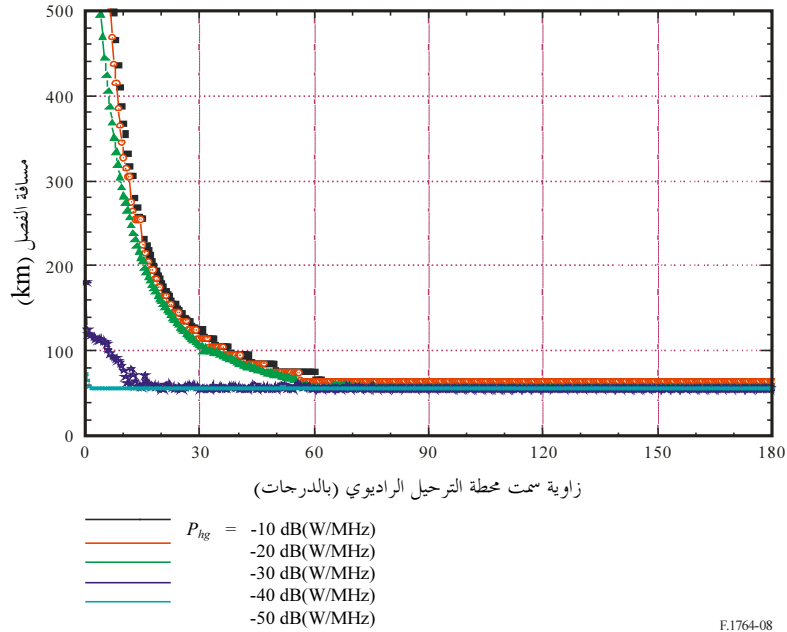 500
400
300
200
100
0
مسافة الفصل (km)
0 30 60 90 120 150 180
زاوية سمت محطة الترحيل الراديوي (بالدرجات)
P_hg = -10 dB(W/MHz)
-20 dB(W/MHz)
-30 dB(W/MHz)
-40 dB(W/MHz)
-50 dB(W/MHz)
F.1764-08